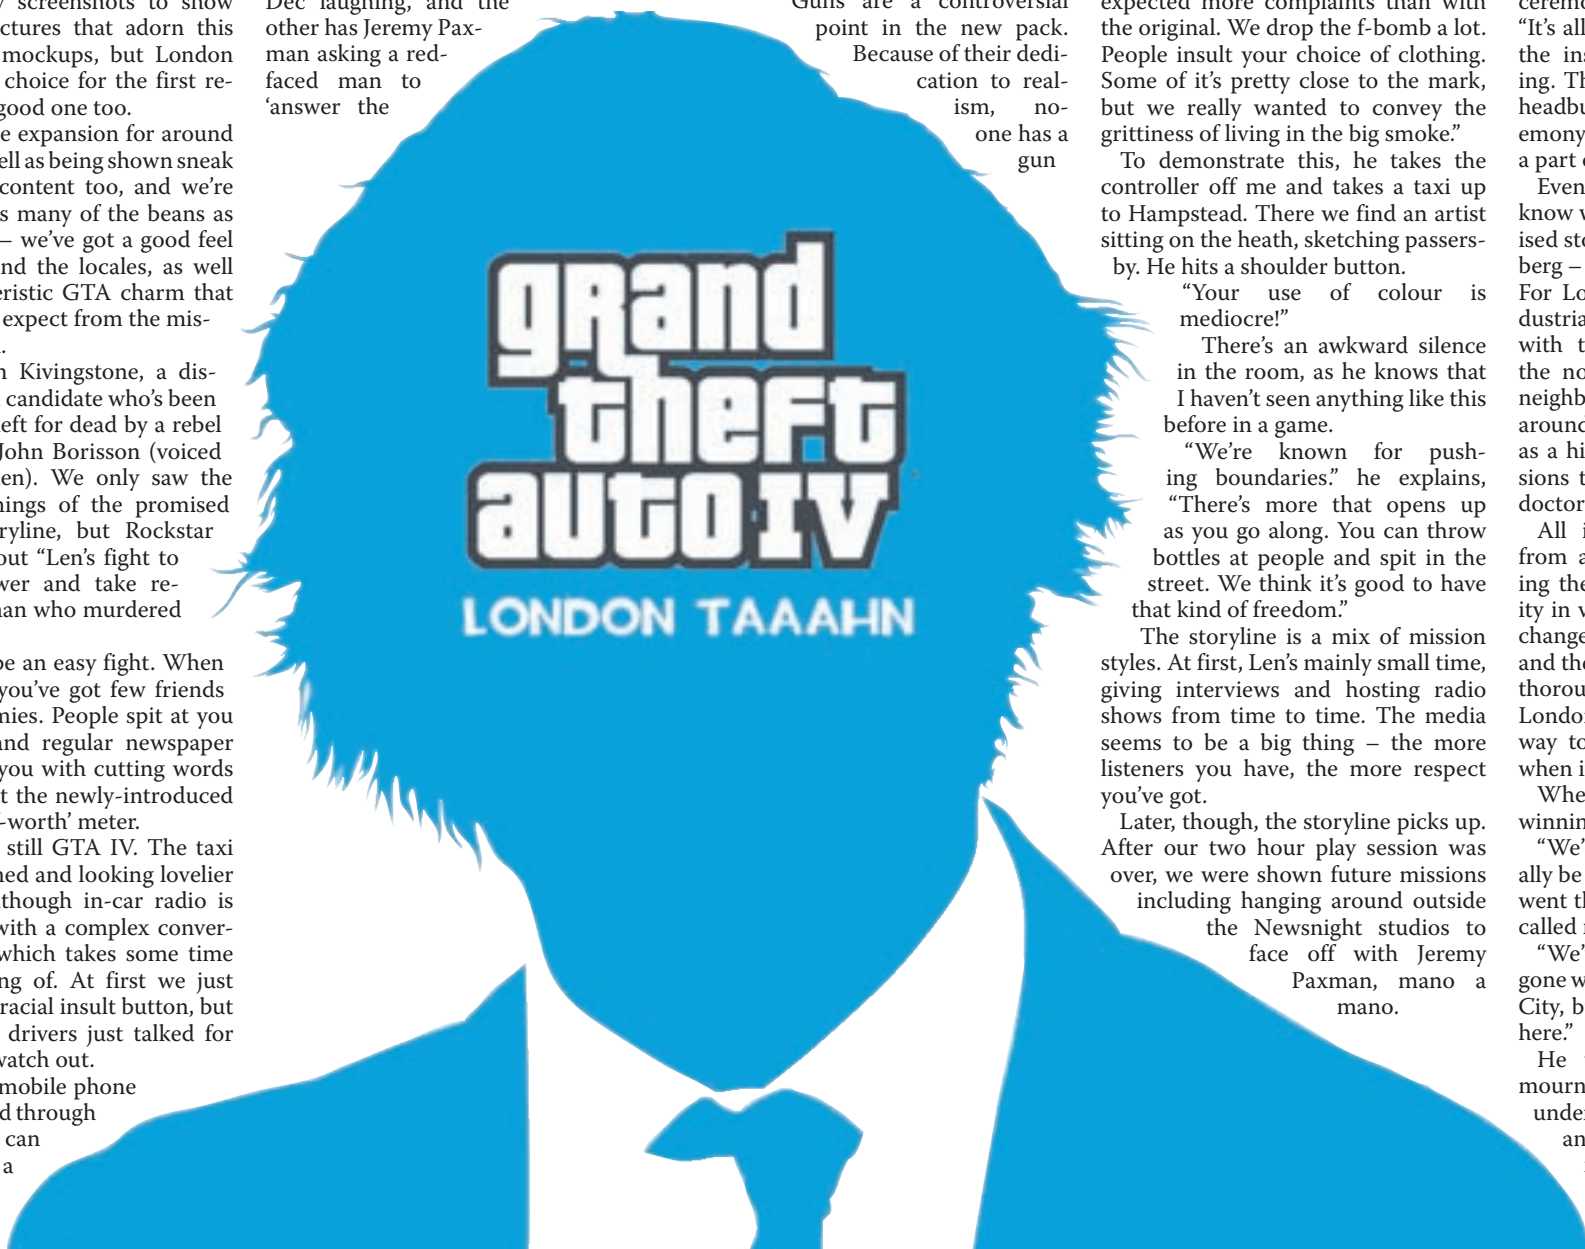 screenshots to show
ctures that adorn this
mockups, but London
choice for the first re-
good one too.
e expansion for around
ell as being shown sneak
content too, and we're
s many of the beans as
– we've got a good feel
nd the locales, as well
eristic GTA charm that
expect from the mis-
.
n Kivingstone, a dis-
candidate who's been
eft for dead by a rebel
John Borisson (voiced
en). We only saw the
nings of the promised
ryline, but Rockstar
out “Len's fight to
wer and take re-
nan who murdered
be an easy fight. When
you've got few friends
mies. People spit at you
and regular newspaper
you with cutting words
t the newly-introduced
f-worth' meter.
still GTA IV. The taxi
ned and looking lovelier
though in-car radio is
with a complex conver-
which takes some time
ng of. At first we just
racial insult button, but
drivers just talked for
watch out.
mobile phone
d through
can
a
Dec laughing, and the
other has Jeremy Pax-
man asking a red-
faced man to
‘answer the
grand
theft
auto IV
LONDON TAAAHN
Guns are a controversial
point in the new pack.
Because of their dedi-
cation to real-
ism, no-
one has a
gun
expected more complaints than with
the original. We drop the f-bomb a lot.
People insult your choice of clothing.
Some of it's pretty close to the mark,
but we really wanted to convey the
grittiness of living in the big smoke.”
To demonstrate this, he takes the
controller off me and takes a taxi up
to Hampstead. There we find an artist
sitting on the heath, sketching passers-
by. He hits a shoulder button.
“Your use of colour is
mediocre!”
There's an awkward silence
in the room, as he knows that
I haven't seen anything like this
before in a game.
“We're known for push-
ing boundaries.” he explains,
“There's more that opens up
as you go along. You can throw
bottles at people and spit in the
street. We think it's good to have
that kind of freedom.”
The storyline is a mix of mission
styles. At first, Len's mainly small time,
giving interviews and hosting radio
shows from time to time. The media
seems to be a big thing – the more
listeners you have, the more respect
you've got.
Later, though, the storyline picks up.
After our two hour play session was
over, we were shown future missions
including hanging around outside
the Newsnight studios to
face off with Jeremy
Paxman, mano a
mano.
ceremo
“It's all
the ins
ing. Th
headbu
emony
a part o
Even
know w
ised sto
berg –
For Lo
dustria
with t
the no
neighb
around
as a hi
sions t
doctor
All i
from a
ing the
ity in v
change
and the
thorou
London
way to
when i
Whe
winnin
“We'
ally be
went th
called
“We'
gone w
City, b
here.”
He
mourn
unde
an